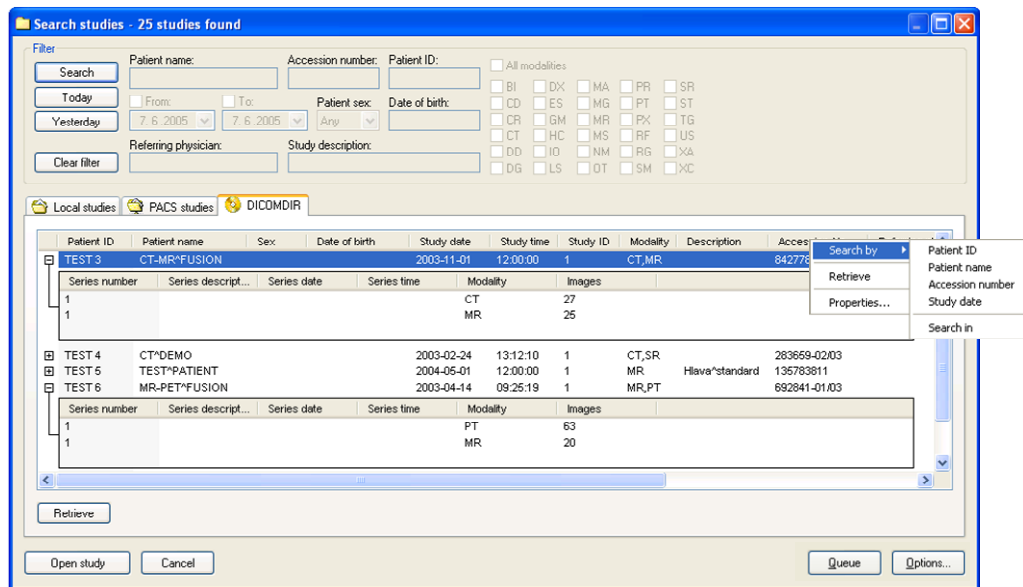 Search studies - 25 studies found
Filter
Search
Today
Yesterday
Clear filter
Patient name:
Accession number:
Patient ID:
From:
To:
Patient sex:
Date of birth:
7. 6.2005
7. 6.2005
Any
Referring physician:
Study description:
All modalities
BI DX MA PR SR
CD ES MG PT ST
CR GM MR PX TG
CT HC MS RF US
DD IO NM RG XA
DG LS OT SM XC
Local studies PACS studies DICOMDIR
Patient ID Patient name Sex Date of birth Study date Study time Study ID Modality Description
TEST 3 CT-MR^FUSION 2003-11-01 12:00:00 1 CT,MR 842778
Series number Series descript... Series date Series time Modality Images
1 CT 27
1 MR 25
TEST 4 CT^DEMO 2003-02-24 13:12:10 1 CT,SR 283659-02/03
TEST 5 TEST^PATIENT 2004-05-01 12:00:00 1 MR Hlava^standard 135783811
TEST 6 MR-PET^FUSION 2003-04-14 09:25:19 1 MR,PT 692841-01/03
Series number Series descript... Series date Series time Modality Images
1 PT 63
1 MR 20
Search by
Retrieve
Properties...
Patient ID
Patient name
Accession number
Study date
Search in
Retrieve
Open study
Cancel
Queue
Options...